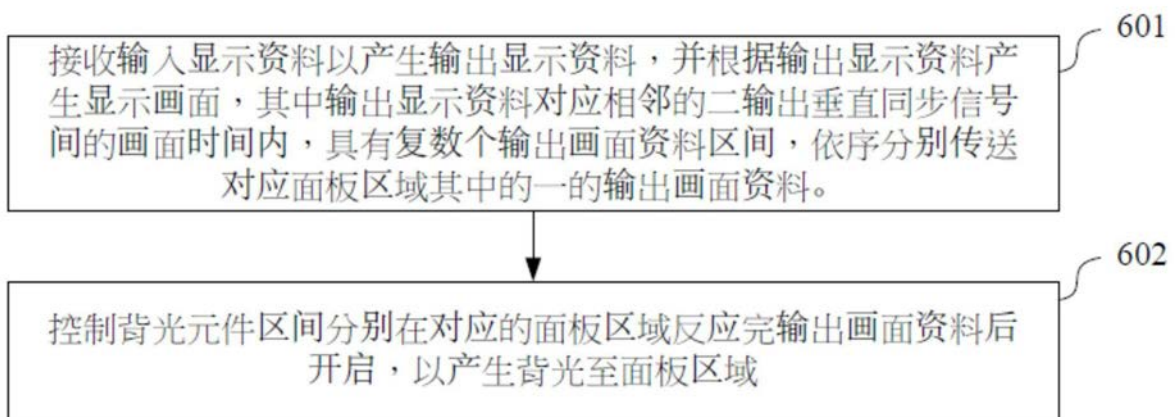 601
接收输入显示资料以产生输出显示资料，并根据输出显示资料产
生显示画面，其中输出显示资料对应相邻的二输出垂直同步信号
间的画面时间内，具有复数个输出画面资料区间，依序分别传送
对应面板区域其中的一的输出画面资料。
602
控制背光元件区间分别在对应的面板区域反应完输出画面资料后
开启，以产生背光至面板区域